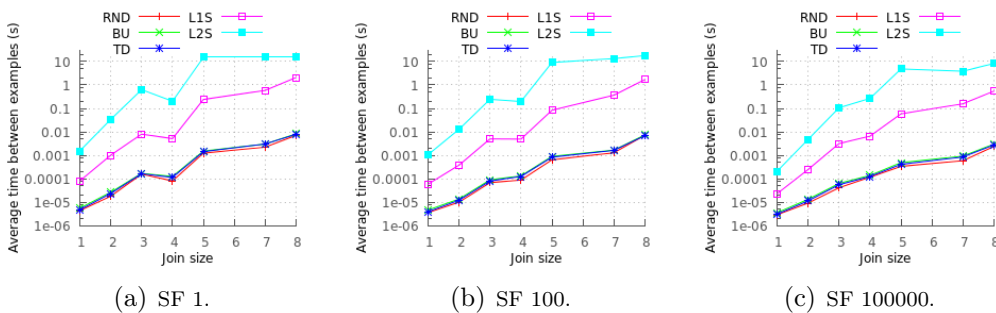 RND L1S
BU L2S
TD
Average time between examples (s)
10
1
0.1
0.01
0.001
0.0001
1e-05
1e-06
1 2 3 4 5 6 7 8
Join size
(a) SF 1.
RND L1S
BU L2S
TD
Average time between examples (s)
10
1
0.1
0.01
0.001
0.0001
1e-05
1e-06
1 2 3 4 5 6 7 8
Join size
(b) SF 100.
RND L1S
BU L2S
TD
Average time between examples (s)
10
1
0.1
0.01
0.001
0.0001
1e-05
1e-06
1 2 3 4 5 6 7 8
Join size
(c) SF 100000.